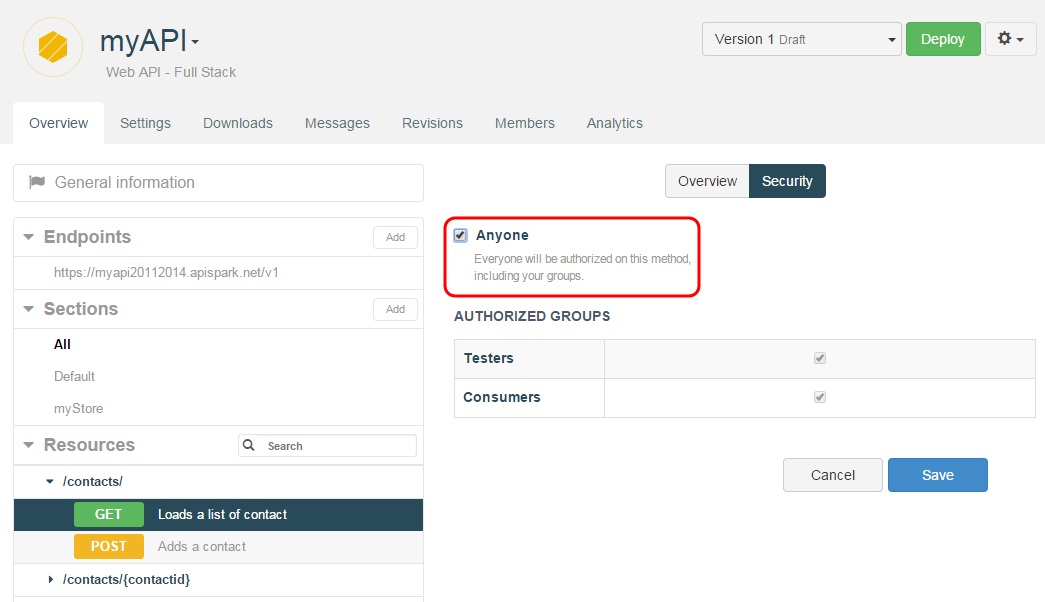 myAPI
Web API - Full Stack
Version 1 Draft
Deploy
Overview
Settings
Downloads
Messages
Revisions
Members
Analytics
General information
Endpoints
Add
https://myapi20112014.apispark.net/v1
Sections
Add
All
Default
myStore
Resources
Search
/contacts/
GET Loads a list of contact
POST Adds a contact
/contacts/{contactid}
Overview
Security
Anyone
Everyone will be authorized on this method,
including your groups.
AUTHORIZED GROUPS
Testers
Consumers
Cancel
Save